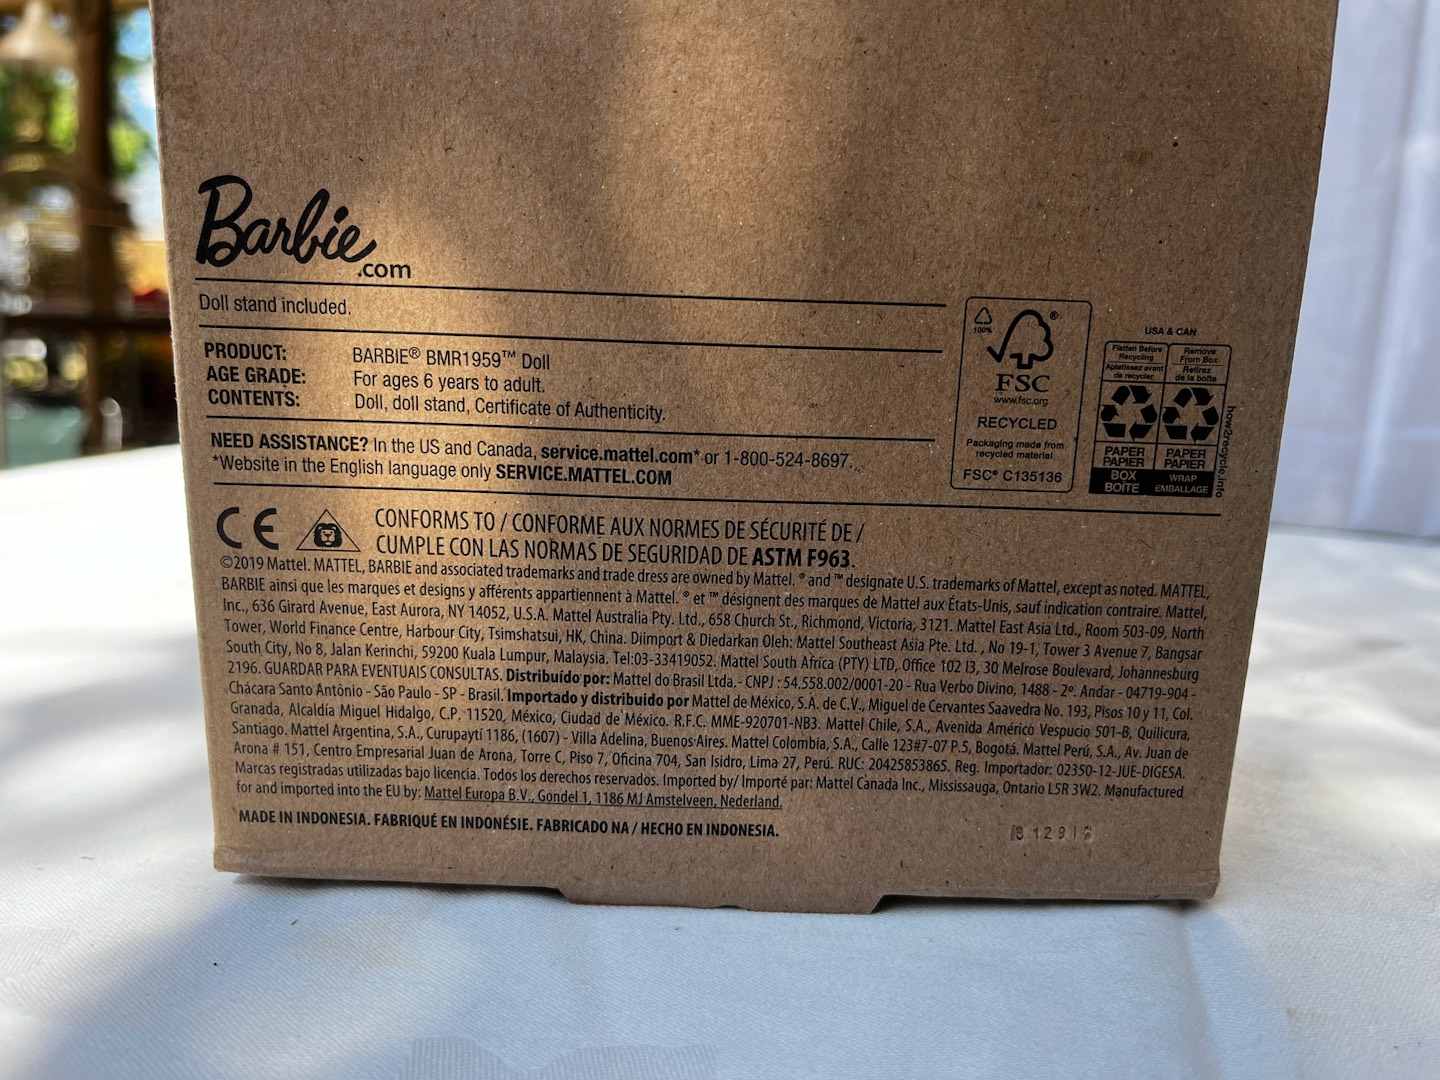 Barbie
.com
Doll stand included.
PRODUCT: BARBIE® BMR1959™ Doll
AGE GRADE: For ages 6 years to adult.
CONTENTS: Doll, doll stand, Certificate of Authenticity.
NEED ASSISTANCE? In the US and Canada, service.mattel.com* or 1-800-524-8697.
*Website in the English language only SERVICE.MATTEL.COM
100%
®
FSC
www.fsc.org
RECYCLED
Packaging made from
recycled material
FSC® C135136
USA & CAN
Flatten Before
Recycling
Aplatissez avant
de recycler
PAPER
PAPIER
BOX
BOÎTE
Remove
From Box
Retirez
de la boîte
PAPER
PAPIER
WRAP
EMBALLAGE
how2recycle.info
CE
CONFORMS TO / CONFORME AUX NORMES DE SÉCURITÉ DE /
CUMPLE CON LAS NORMAS DE SEGURIDAD DE ASTM F963.
©2019 Mattel. MATTEL, BARBIE and associated trademarks and trade dress are owned by Mattel. ® and ™ designate U.S. trademarks of Mattel, except as noted. MATTEL,
BARBIE ainsi que les marques et designs y afférents appartiennent à Mattel. ® et ™ désignent des marques de Mattel aux États-Unis, sauf indication contraire. Mattel,
Inc., 636 Girard Avenue, East Aurora, NY 14052, U.S.A. Mattel Australia Pty. Ltd., 658 Church St., Richmond, Victoria, 3121. Mattel East Asia Ltd., Room 503-09, North
Tower, World Finance Centre, Harbour City, Tsimshatsui, HK, China. Diimport & Diedarkan Oleh: Mattel Southeast Asia Pte. Ltd. , No 19-1, Tower 3 Avenue 7, Bangsar
South City, No 8, Jalan Kerinchi, 59200 Kuala Lumpur, Malaysia. Tel:03-33419052. Mattel South Africa (PTY) LTD, Office 102 I3, 30 Melrose Boulevard, Johannesburg
2196. GUARDAR PARA EVENTUAIS CONSULTAS. Distribuído por: Mattel do Brasil Ltda.- CNPJ : 54.558.002/0001-20 - Rua Verbo Divino, 1488 - 2º. Andar - 04719-904 -
Chácara Santo Antônio - São Paulo - SP - Brasil. Importado y distribuido por Mattel de México, S.A. de C.V., Miguel de Cervantes Saavedra No. 193, Pisos 10 y 11, Col.
Granada, Alcaldía Miguel Hidalgo, C.P. 11520, México, Ciudad de México. R.F.C. MME-920701-NB3. Mattel Chile, S.A., Avenida Américo Vespucio 501-B, Quilicura,
Santiago. Mattel Argentina, S.A., Curupaytí 1186, (1607) - Villa Adelina, Buenos Aires. Mattel Colombia, S.A., Calle 123#7-07 P.5, Bogotá. Mattel Perú, S.A., Av. Juan de
Arona # 151, Centro Empresarial Juan de Arona, Torre C, Piso 7, Oficina 704, San Isidro, Lima 27, Perú. RUC: 20425853865. Reg. Importador: 02350-12-JUE-DIGESA.
Marcas registradas utilizadas bajo licencia. Todos los derechos reservados. Imported by/ Importé par: Mattel Canada Inc., Mississauga, Ontario L5R 3W2. Manufactured
for and imported into the EU by: Mattel Europa B.V., Gondel 1, 1186 MJ Amstelveen, Nederland.
MADE IN INDONESIA. FABRIQUÉ EN INDONÉSIE. FABRICADO NA / HECHO EN INDONESIA.